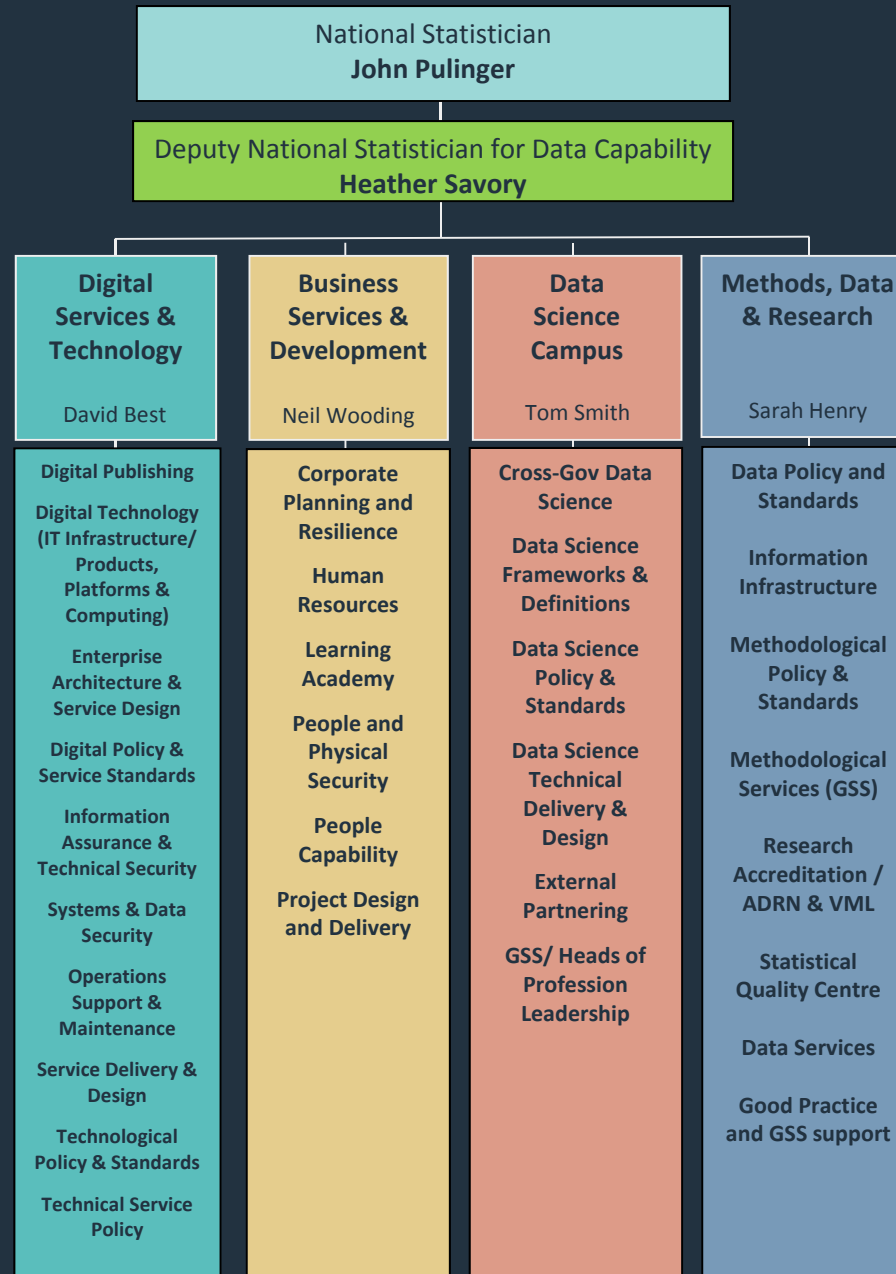 National Statistician
John Pulinger
Deputy National Statistician for Data Capability
Heather Savory
Digital
Services &
Technology
David Best
Business
Services &
Development
Neil Wooding
Data
Science
Campus
Tom Smith
Methods, Data
& Research
Sarah Henry
Digital Publishing
Digital Technology
(IT Infrastructure/
Products,
Platforms &
Computing)
Enterprise
Architecture &
Service Design
Digital Policy &
Service Standards
Information
Assurance &
Technical Security
Systems & Data
Security
Operations
Support &
Maintenance
Service Delivery &
Design
Technological
Policy & Standards
Technical Service
Policy
Corporate
Planning and
Resilience
Human
Resources
Learning
Academy
People and
Physical
Security
People
Capability
Project Design
and Delivery
Cross-Gov Data
Science
Data Science
Frameworks &
Definitions
Data Science
Policy &
Standards
Data Science
Technical
Delivery &
Design
External
Partnering
GSS/ Heads of
Profession
Leadership
Data Policy and
Standards
Information
Infrastructure
Methodological
Policy &
Standards
Methodological
Services (GSS)
Research
Accreditation /
ADRN & VML
Statistical
Quality Centre
Data Services
Good Practice
and GSS support